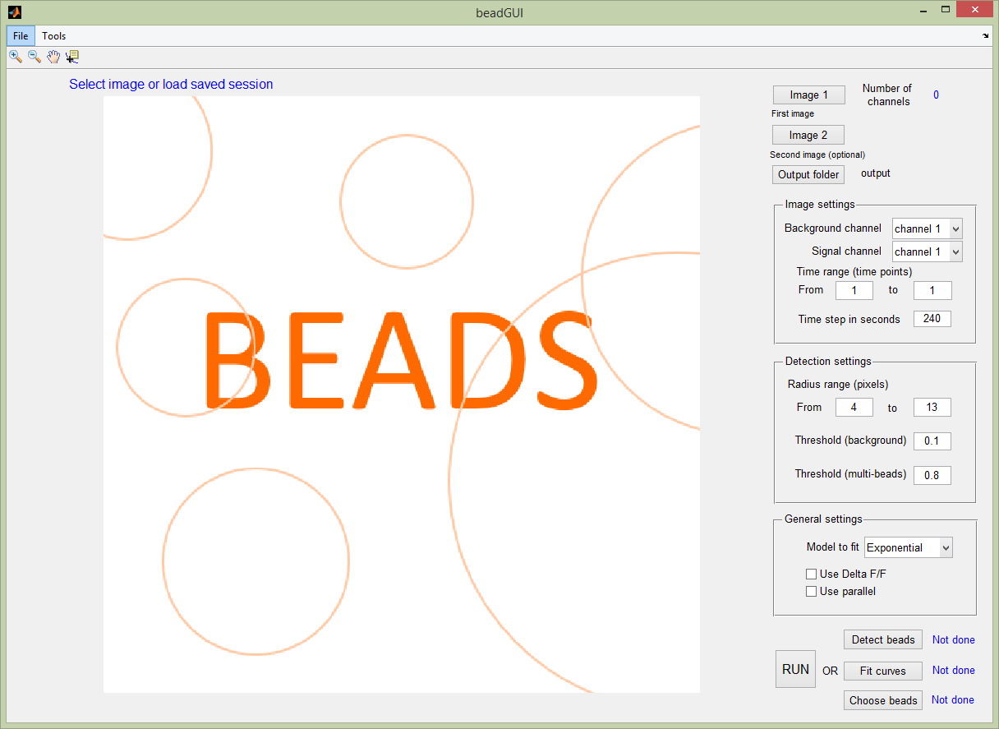 beadGUI
File Tools
Select image or load saved session
BEADS
Image 1
Number of
channels
0
First image
Image 2
Second image (optional)
Output folder output
Image settings
Background channel channel 1
Signal channel channel 1
Time range (time points)
From 1 to 1
Time step in seconds 240
Detection settings
Radius range (pixels)
From 4 to 13
Threshold (background) 0.1
Threshold (multi-beads) 0.8
General settings
Model to fit Exponential
Use Delta F/F
Use parallel
Detect beads Not done
RUN OR Fit curves Not done
Choose beads Not done